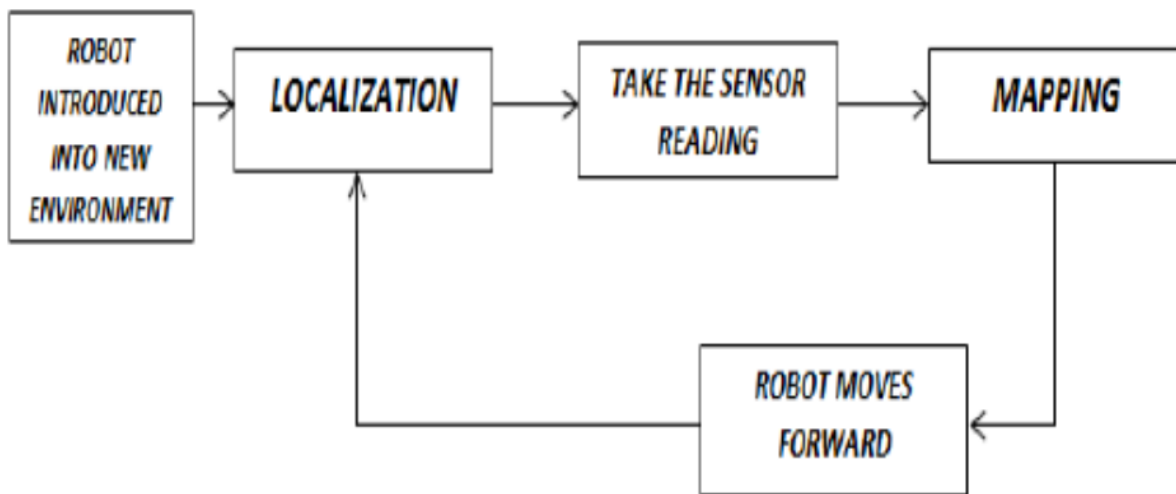 ROBOT
INTRODUCED
INTO NEW
ENVIRONMENT
LOCALIZATION
TAKE THE SENSOR
READING
MAPPING
ROBOT MOVES
FORWARD